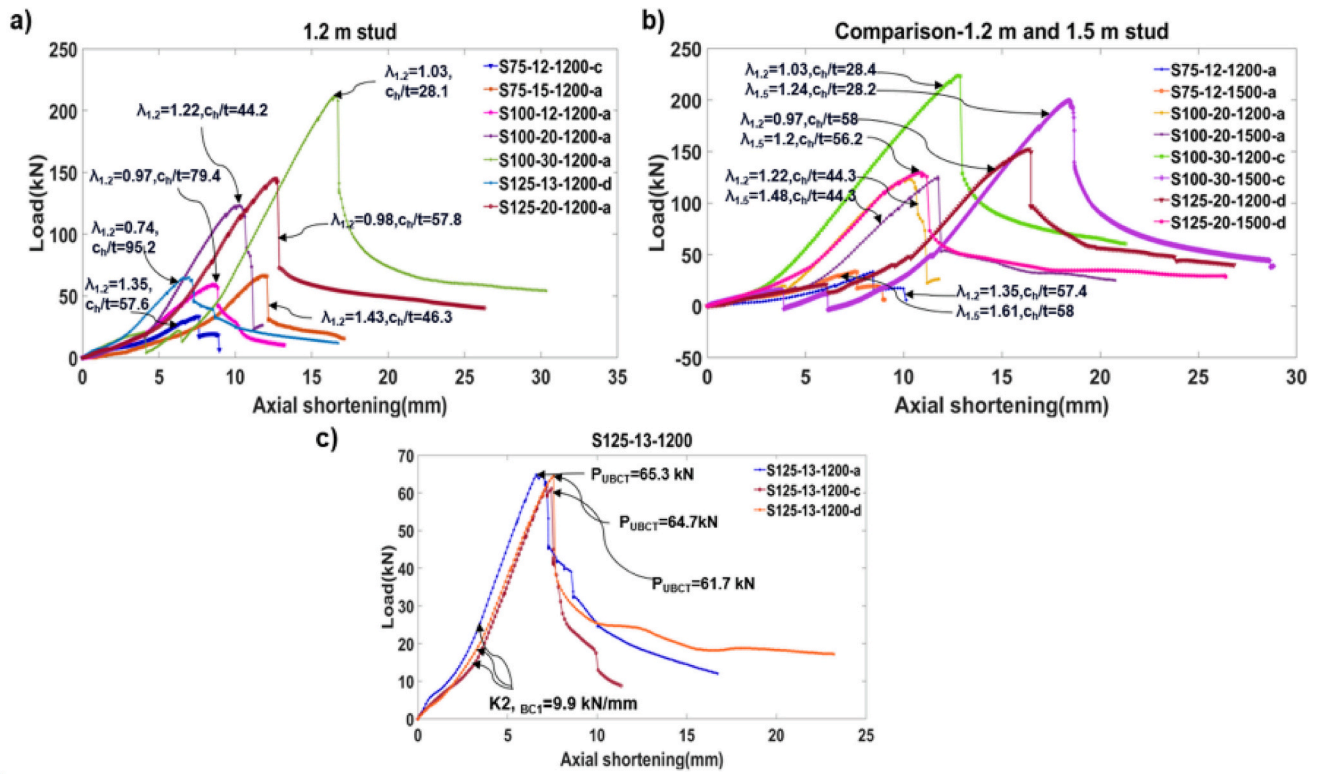 a)
1.2 m stud
Load(kN)
250
200
150
100
50
0
0
5
10
15
20
25
30
35
Axial shortening(mm)
λ1.2=1.03,
ch/t=28.1
λ1.2=1.22,ch/t=44.2
λ1.2=0.97,ch/t=79.4
λ1.2=0.74,
ch/t=95.2
λ1.2=1.35,
ch/t=57.6
λ1.2=0.98,ch/t=57.8
λ1.2=1.43,ch/t=46.3
S75-12-1200-c
S75-15-1200-a
S100-12-1200-a
S100-20-1200-a
S100-30-1200-a
S125-13-1200-d
S125-20-1200-a
b)
Comparison-1.2 m and 1.5 m stud
Load(kN)
250
200
150
100
50
0
-50
0
5
10
15
20
25
30
Axial shortening(mm)
λ1.2=1.03,ch/t=28.4
λ1.5=1.24,ch/t=28.2
λ1.2=0.97,ch/t=58
λ1.5=1.2,ch/t=56.2
λ1.2=1.22,ch/t=44.3
λ1.5=1.48,ch/t=44.3
λ1.2=1.35,ch/t=57.4
λ1.5=1.61,ch/t=58
S75-12-1200-a
S75-12-1500-a
S100-20-1200-a
S100-20-1500-a
S100-30-1200-c
S100-30-1500-c
S125-20-1200-d
S125-20-1500-d
c)
S125-13-1200
Load(kN)
70
60
50
40
30
20
10
0
0
5
10
15
20
25
Axial shortening(mm)
PUBCT=65.3 kN
PUBCT=64.7kN
PUBCT=61.7 kN
K2, BC1=9.9 kN/mm
S125-13-1200-a
S125-13-1200-c
S125-13-1200-d